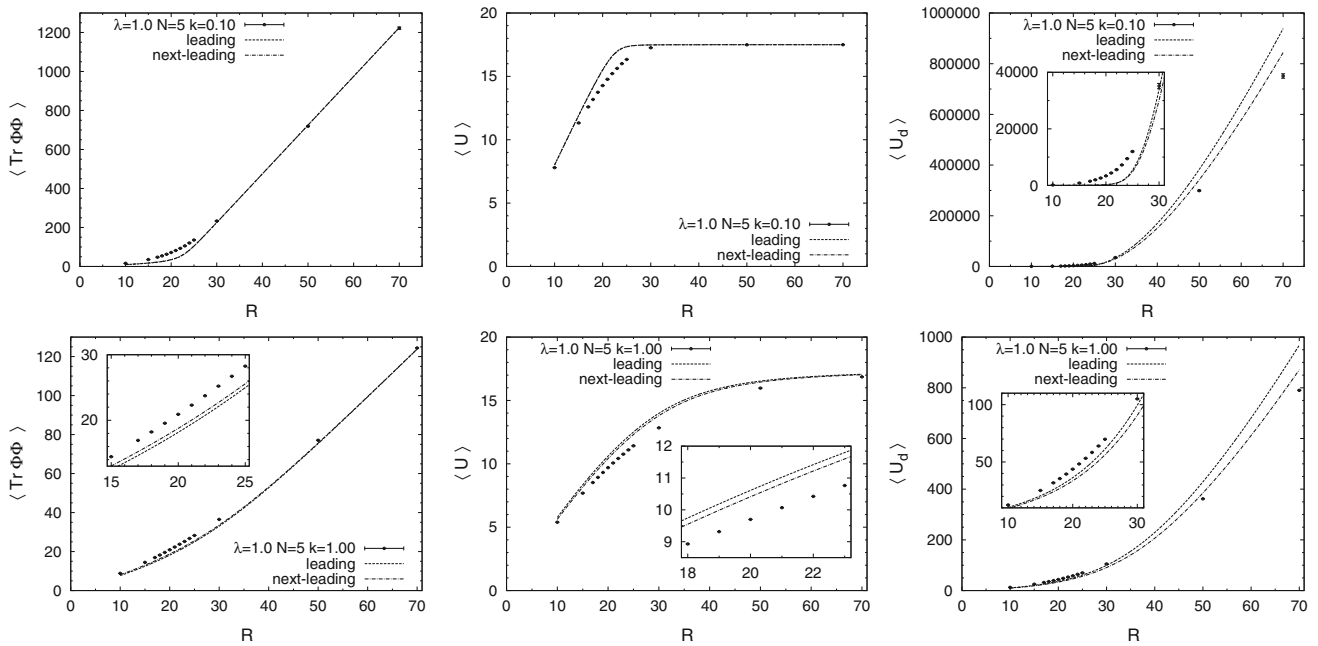 λ=1.0 N=5 k=0.10
leading
next-leading
⟨ Tr ΦΦ ⟩
1200
1000
800
600
400
200
0
0 10 20 30 40 50 60 70
R
20
15
10
5
0
⟨ U ⟩
λ=1.0 N=5 k=0.10
leading
next-leading
0 10 20 30 40 50 60 70
R
1000000
800000
600000
400000
200000
0
⟨ U_d ⟩
λ=1.0 N=5 k=0.10
leading
next-leading
40000
20000
0
10 20 30
0 10 20 30 40 50 60 70
R
120
100
80
60
40
20
0
⟨ Tr ΦΦ ⟩
30
20
15 20 25
λ=1.0 N=5 k=1.00
leading
next-leading
0 10 20 30 40 50 60 70
R
20
15
10
5
0
⟨ U ⟩
λ=1.0 N=5 k=1.00
leading
next-leading
12
11
10
9
18 20 22
0 10 20 30 40 50 60 70
R
1000
800
600
400
200
0
⟨ U_d ⟩
λ=1.0 N=5 k=1.00
leading
next-leading
100
50
10 20 30
0 10 20 30 40 50 60 70
R